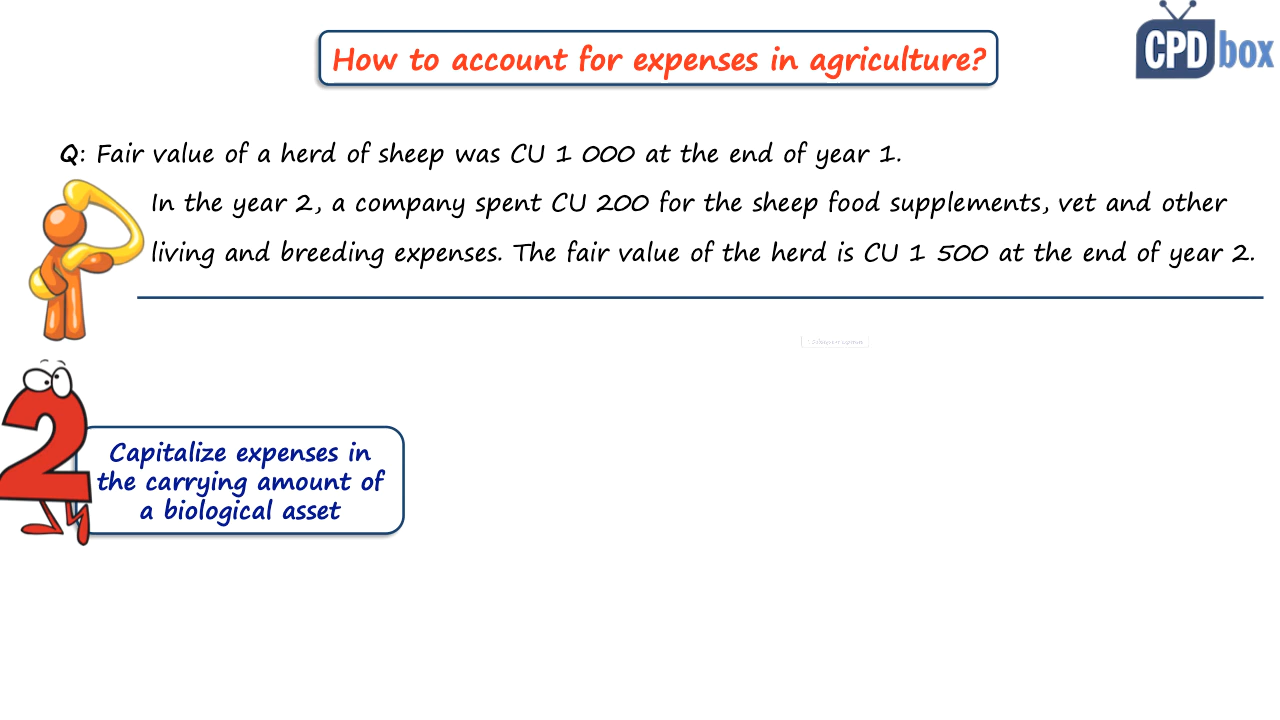 How to account for expenses in agriculture?
CPD box
Q: Fair value of a herd of sheep was CU 1 000 at the end of year 1.
In the year 2, a company spent CU 200 for the sheep food supplements, vet and other
living and breeding expenses. The fair value of the herd is CU 1 500 at the end of year 2.
2
Capitalize expenses in
the carrying amount of
a biological asset